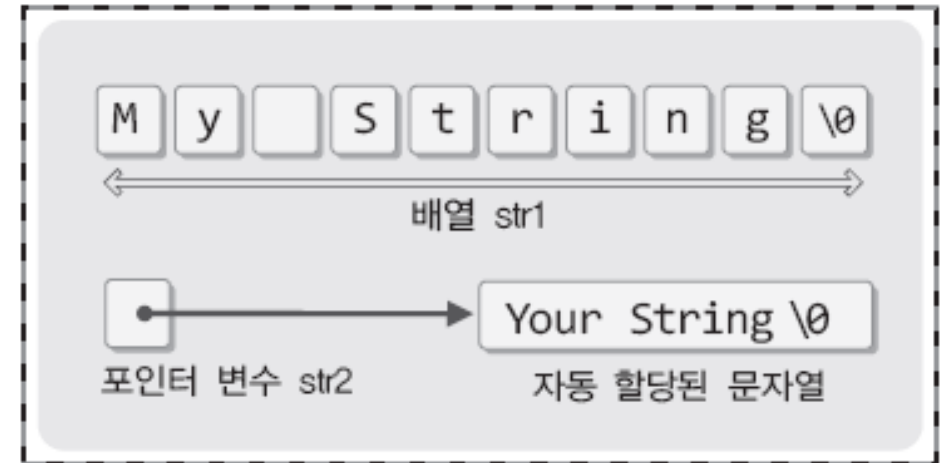 M y S t r i n g \0
배열 str1
Your String \0
포인터 변수 str2
자동 할당된 문자열